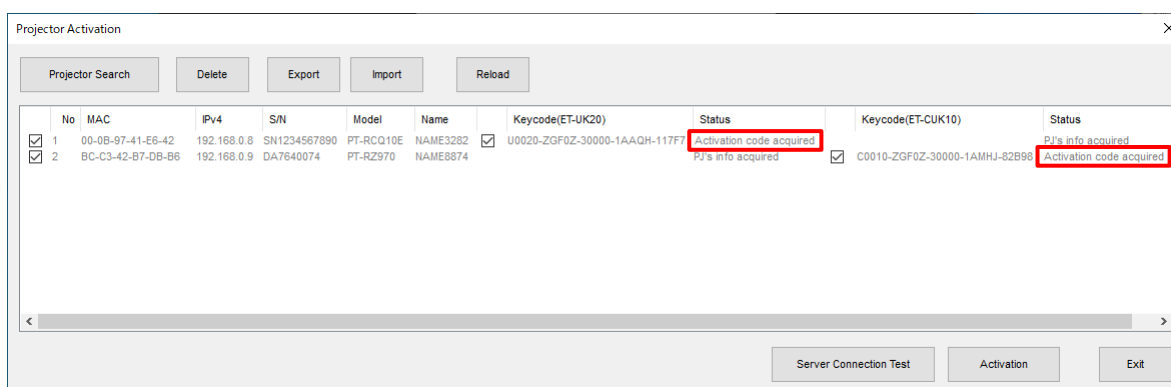 Projector Activation
Projector Search Delete Export Import Reload
No MAC IPv4 S/N Model Name Keycode(ET-UK20) Status Keycode(ET-CUK10) Status
1 00-0B-97-41-E6-42 192.168.0.8 SN1234567890 PT-RCQ10E NAME3282 U0020-ZGF0Z-30000-1AAQH-117F7 Activation code acquired PJ's info acquired
2 BC-C3-42-B7-DB-B6 192.168.0.9 DA7640074 PT-RZ970 NAME8874 PJ's info acquired C0010-ZGF0Z-30000-1AMHJ-82B98 Activation code acquired
Server Connection Test Activation Exit